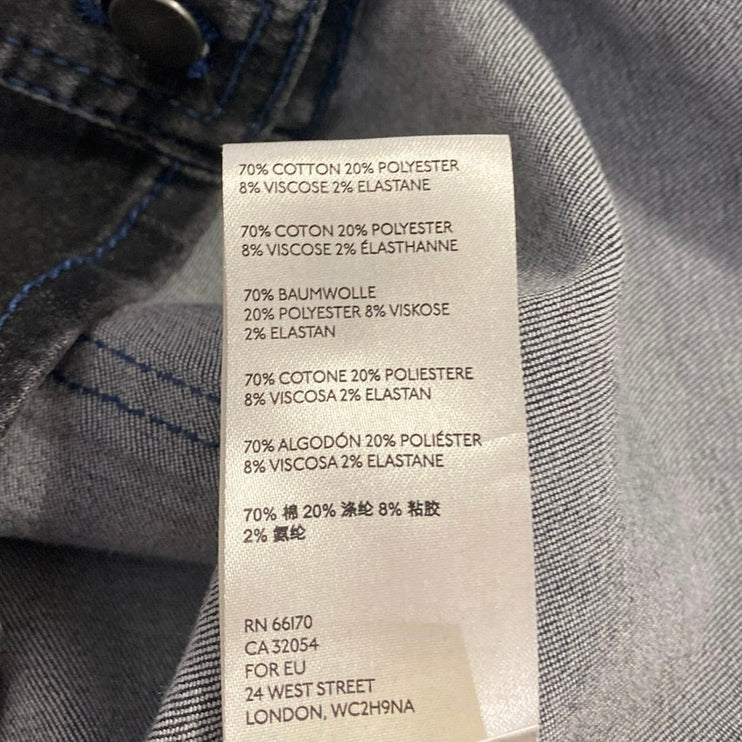 70% COTTON 20% POLYESTER
8% VISCOSE 2% ELASTANE
70% COTON 20% POLYESTER
8% VISCOSE 2% ÉLASTHANNE
70% BAUMWOLLE
20% POLYESTER 8% VISKOSE
2% ELASTAN
70% COTONE 20% POLIESTERE
8% VISCOSA 2% ELASTAN
70% ALGODÓN 20% POLIÉSTER
8% VISCOSA 2% ELASTANE
70% 棉 20% 涤纶 8% 粘胶
2% 氨纶
RN 66170
CA 32054
FOR EU
24 WEST STREET
LONDON, WC2H9NA